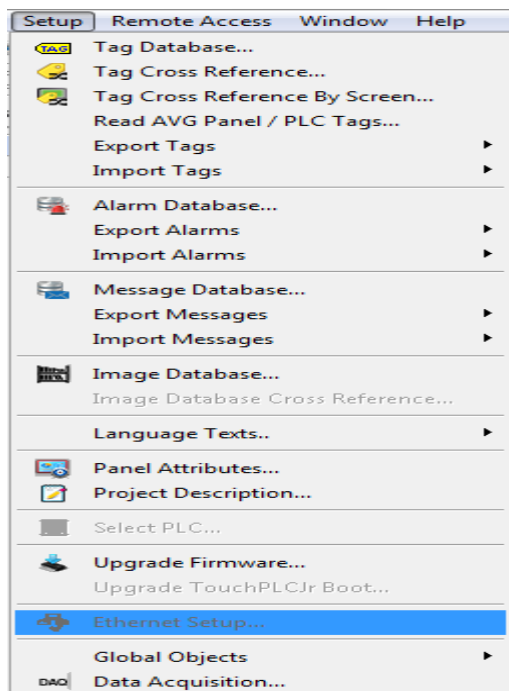 Setup Remote Access Window Help
TAG Tag Database...
Tag Cross Reference...
Tag Cross Reference By Screen...
Read AVG Panel / PLC Tags...
Export Tags
Import Tags
Alarm Database...
Export Alarms
Import Alarms
Message Database...
Export Messages
Import Messages
Image Database...
Image Database Cross Reference...
Language Texts..
Panel Attributes...
Project Description...
Select PLC...
Upgrade Firmware...
Upgrade TouchPLCJr Boot...
Ethernet Setup...
Global Objects
DAQ Data Acquisition...